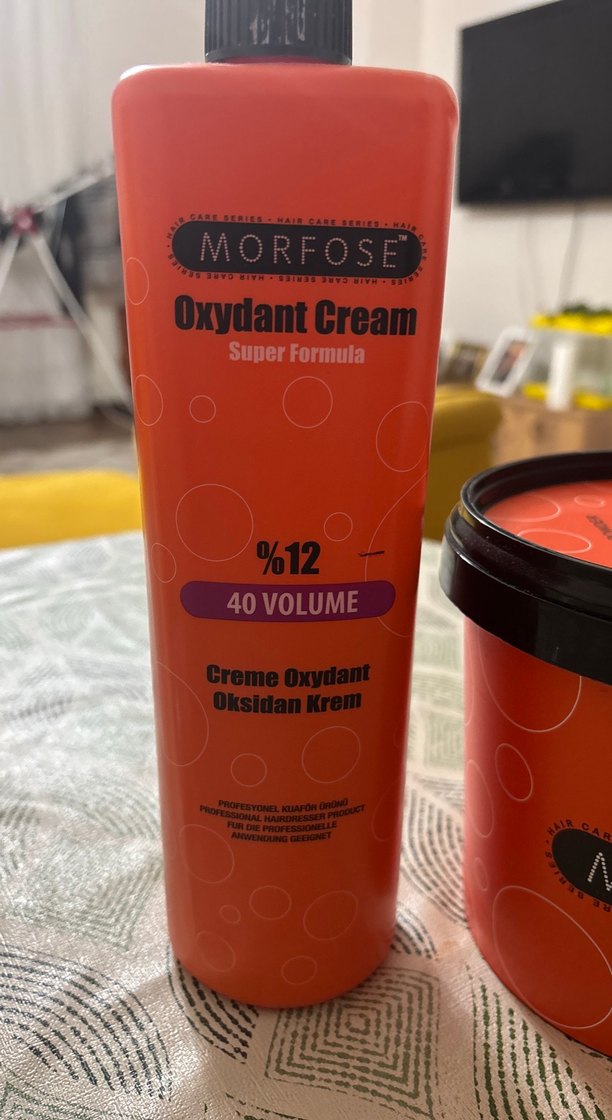 HAIR CARE SERIES • HAIR CARE SERIES • HAIR CARE SERIES • HAIR CARE SERIES • HAIR CARE SERIES
MORFOSE™
Oxydant Cream
Super Formula
%12
40 VOLUME
Creme Oxydant
Oksidan Krem
PROFESYONEL KUAFÖR ÜRÜNÜ
PROFESSIONAL HAIRDRESSER PRODUCT
FUR DIE PROFESSIONELLE
ANWENDUNG GEEIGNET
HAIR